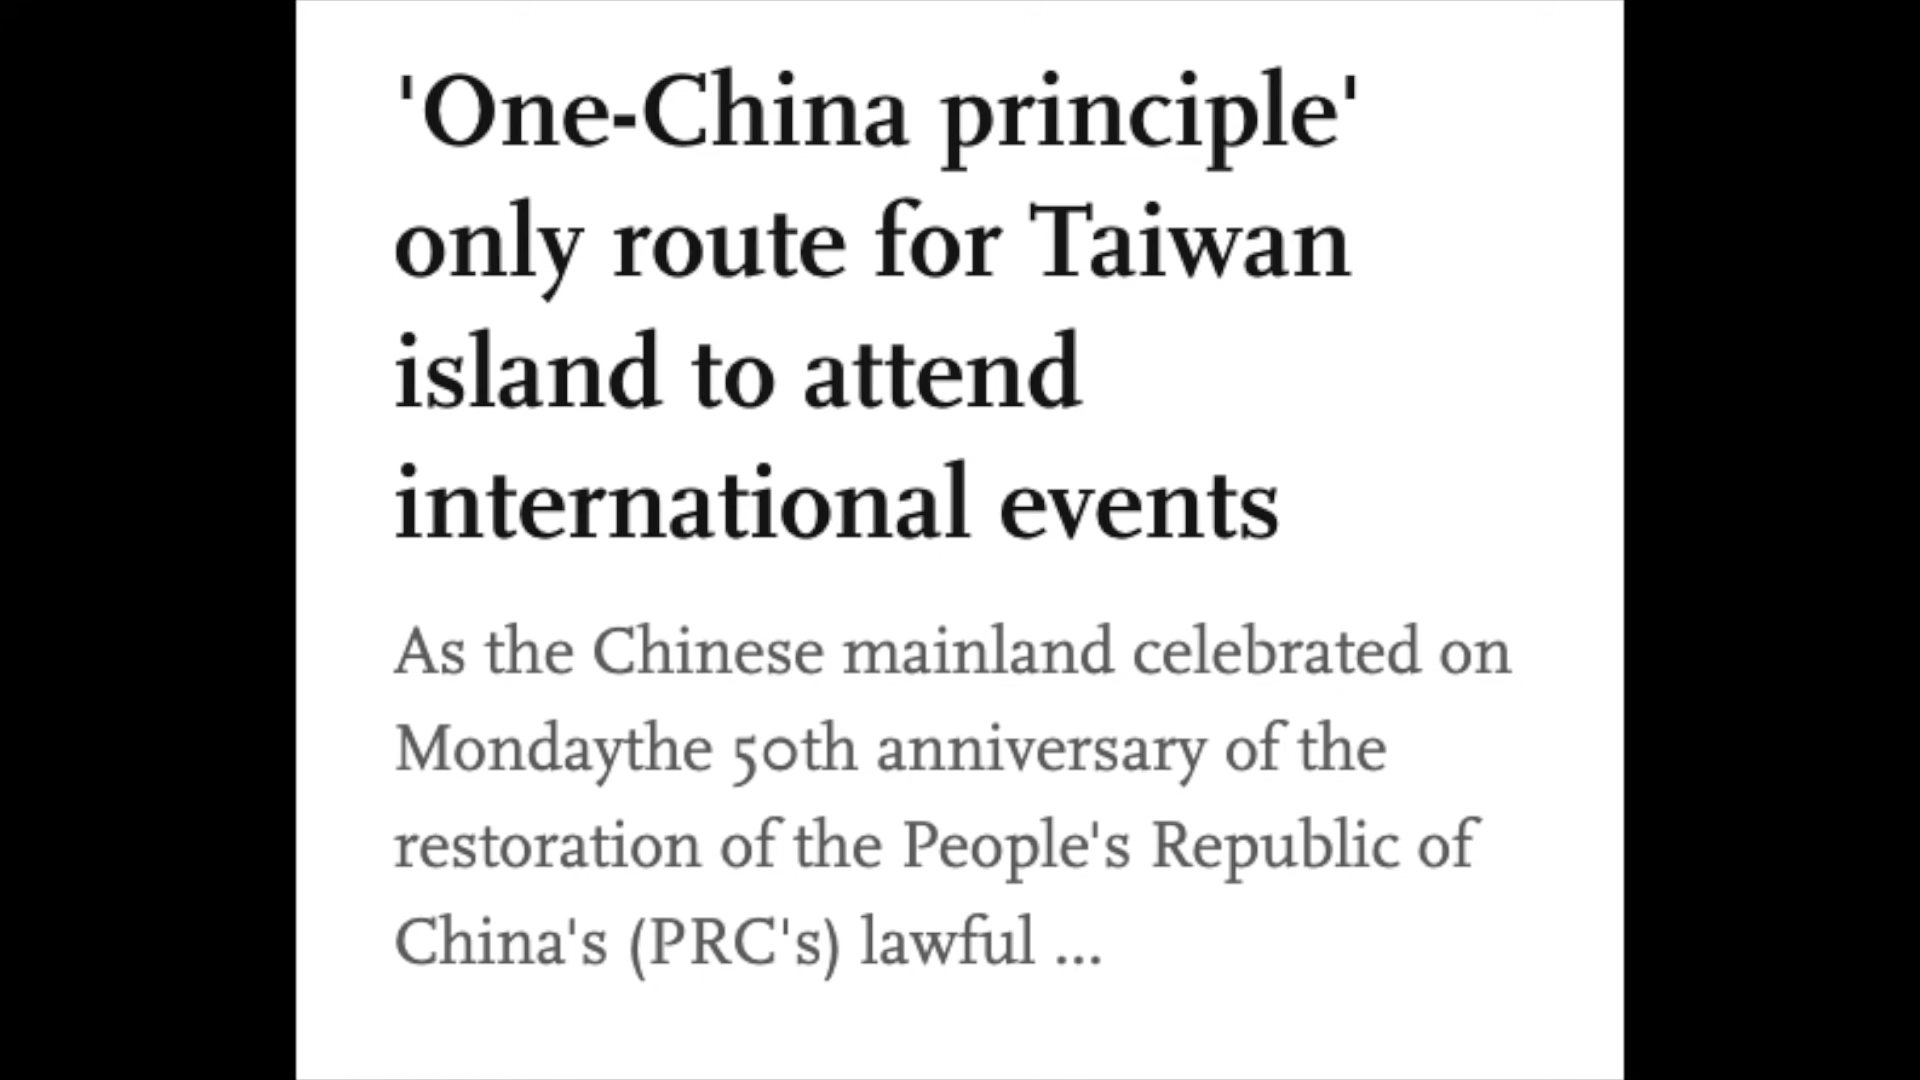 'One-China principle'
only route for Taiwan
island to attend
international events
As the Chinese mainland celebrated on
Mondaythe 50th anniversary of the
restoration of the People's Republic of
China's (PRC's) lawful ...